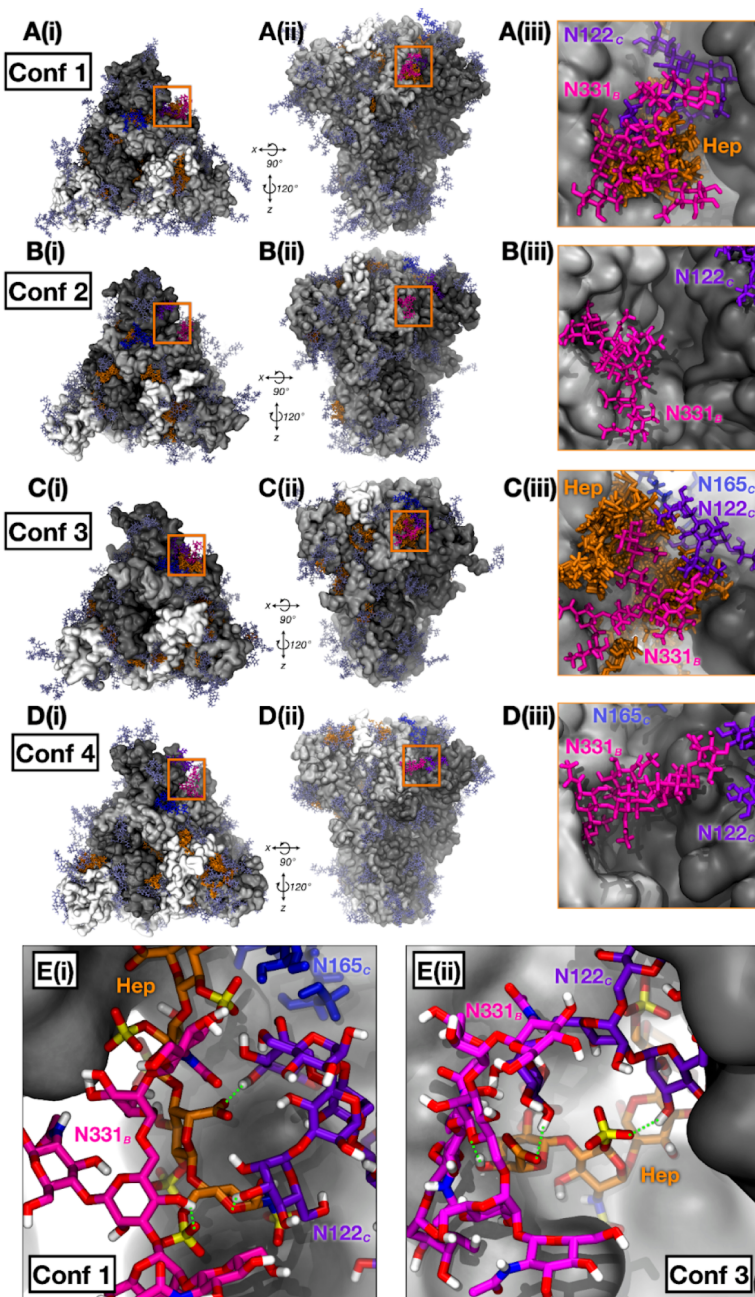 A(i)
A(ii)
A(iii)
Conf 1
N122C
N331B
Hep
x
90°
120°
z
B(i)
B(ii)
B(iii)
Conf 2
N122C
N331B
x
90°
120°
z
C(i)
C(ii)
C(iii)
Conf 3
Hep
N165C
N122C
N331B
x
90°
120°
z
D(i)
D(ii)
D(iii)
Conf 4
N165C
N331B
N122C
x
90°
120°
z
E(i)
Hep
N165C
N331B
N122C
Conf 1
E(ii)
N122C
N331B
Hep
Conf 3